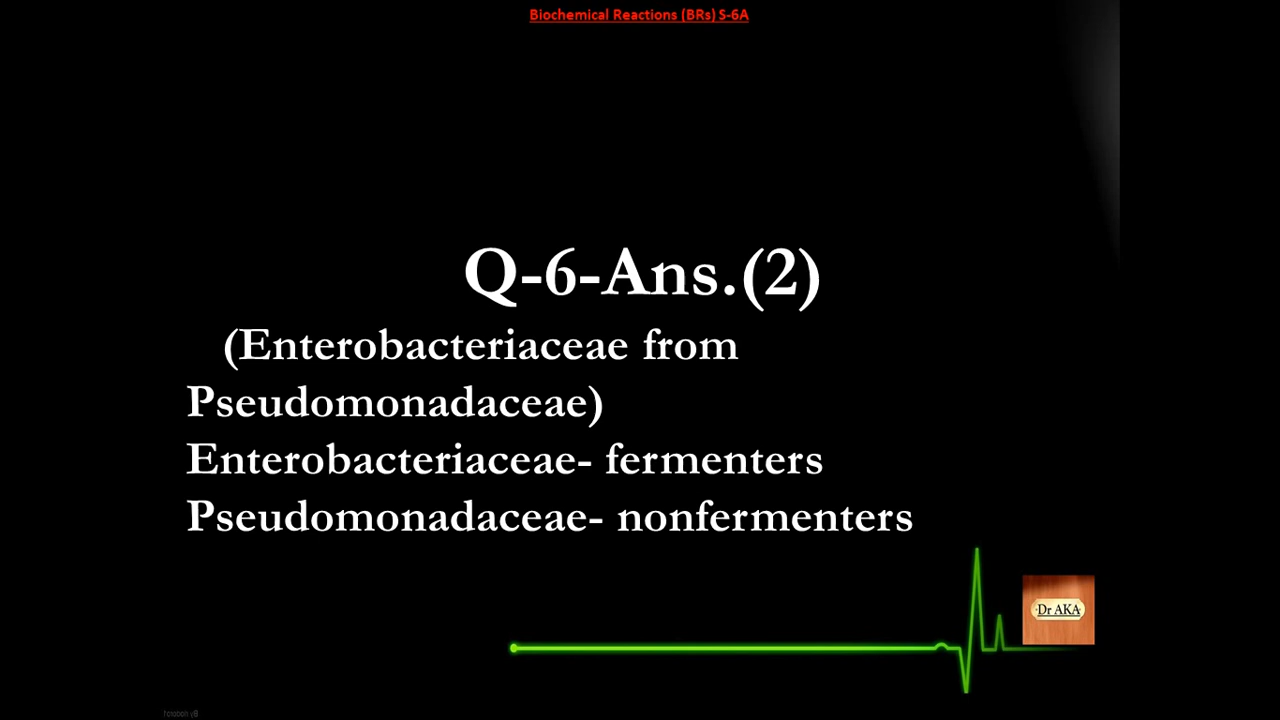 Biochemical Reactions (BRs) S-6A
Q-6-Ans.(2)
(Enterobacteriaceae from
Pseudomonadaceae)
Enterobacteriaceae- fermenters
Pseudomonadaceae- nonfermenters
Dr AKA